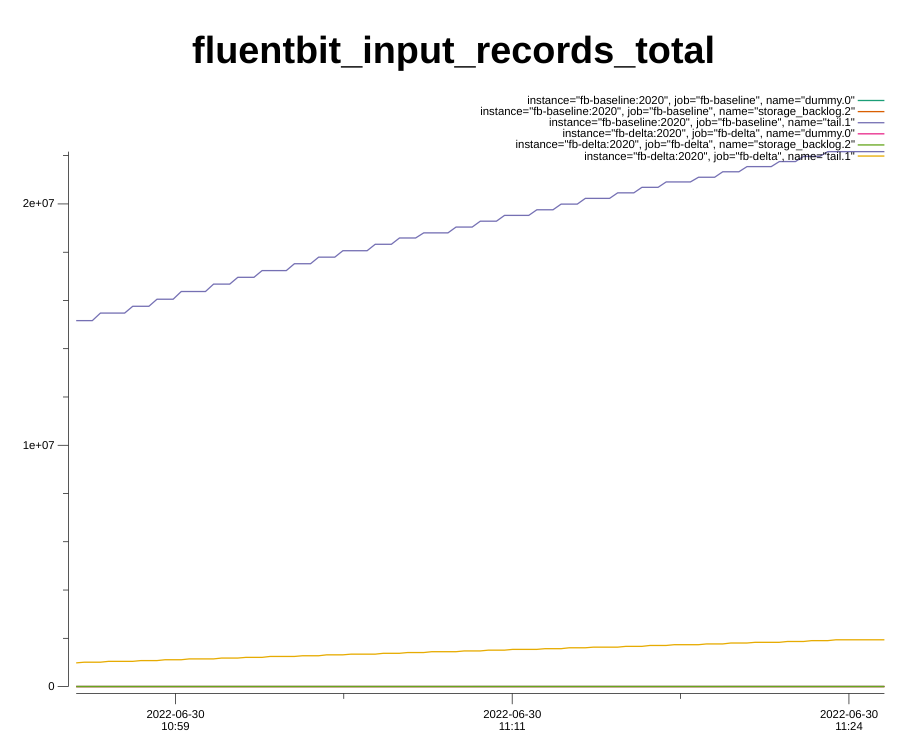 fluentbit_input_records_total
instance="fb-baseline:2020", job="fb-baseline", name="dummy.0"
instance="fb-baseline:2020", job="fb-baseline", name="storage_backlog.2"
instance="fb-baseline:2020", job="fb-baseline", name="tail.1"
instance="fb-delta:2020", job="fb-delta", name="dummy.0"
instance="fb-delta:2020", job="fb-delta", name="storage_backlog.2"
instance="fb-delta:2020", job="fb-delta", name="tail.1"
2e+07
1e+07
0
2022-06-30
10:59
2022-06-30
11:11
2022-06-30
11:24